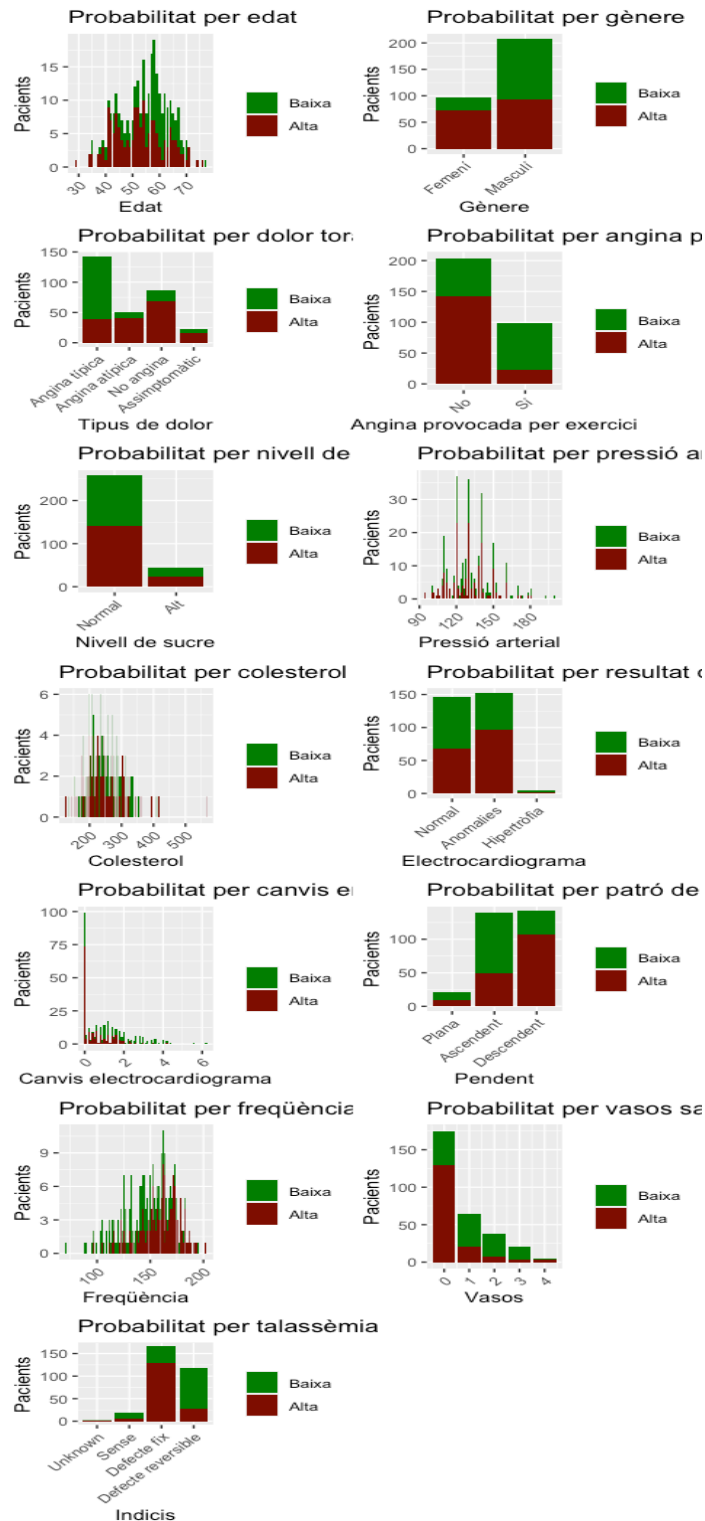 Probabilitat per edat
Pacients
15
10
5
0
30
40
50
60
70
Edat
Baixa
Alta
Probabilitat per gènere
Pacients
200
150
100
50
0
Femení
Masculí
Gènere
Baixa
Alta
Probabilitat per dolor tora
Pacients
150
100
50
0
Angina típica
Angina atípica
No angina
Assimptomàtic
Tipus de dolor
Baixa
Alta
Probabilitat per angina p
Pacients
200
150
100
50
0
No
Sí
Angina provocada per exercici
Baixa
Alta
Probabilitat per nivell de
Pacients
200
100
0
Normal
Alt
Nivell de sucre
Baixa
Alta
Probabilitat per pressió ar
Pacients
30
20
10
0
90
120
150
180
Pressió arterial
Baixa
Alta
Probabilitat per colesterol
Pacients
6
4
2
0
200
300
400
500
Colesterol
Baixa
Alta
Probabilitat per resultat d
Pacients
150
100
50
0
Normal
Anomalies
Hipertròfia
Electrocardiograma
Baixa
Alta
Probabilitat per canvis en
Pacients
100
75
50
25
0
0
2
4
6
Canvis electrocardiograma
Baixa
Alta
Probabilitat per patró de
Pacients
100
50
0
Plana
Ascendent
Descendent
Pendent
Baixa
Alta
Probabilitat per freqüència
Pacients
9
6
3
0
100
150
200
Freqüència
Baixa
Alta
Probabilitat per vasos sa
Pacients
150
100
50
0
0
1
2
3
4
Vasos
Baixa
Alta
Probabilitat per talassèmia
Pacients
150
100
50
0
Unknown
Sense
Defecte fix
Defecte reversible
Indicis
Baixa
Alta